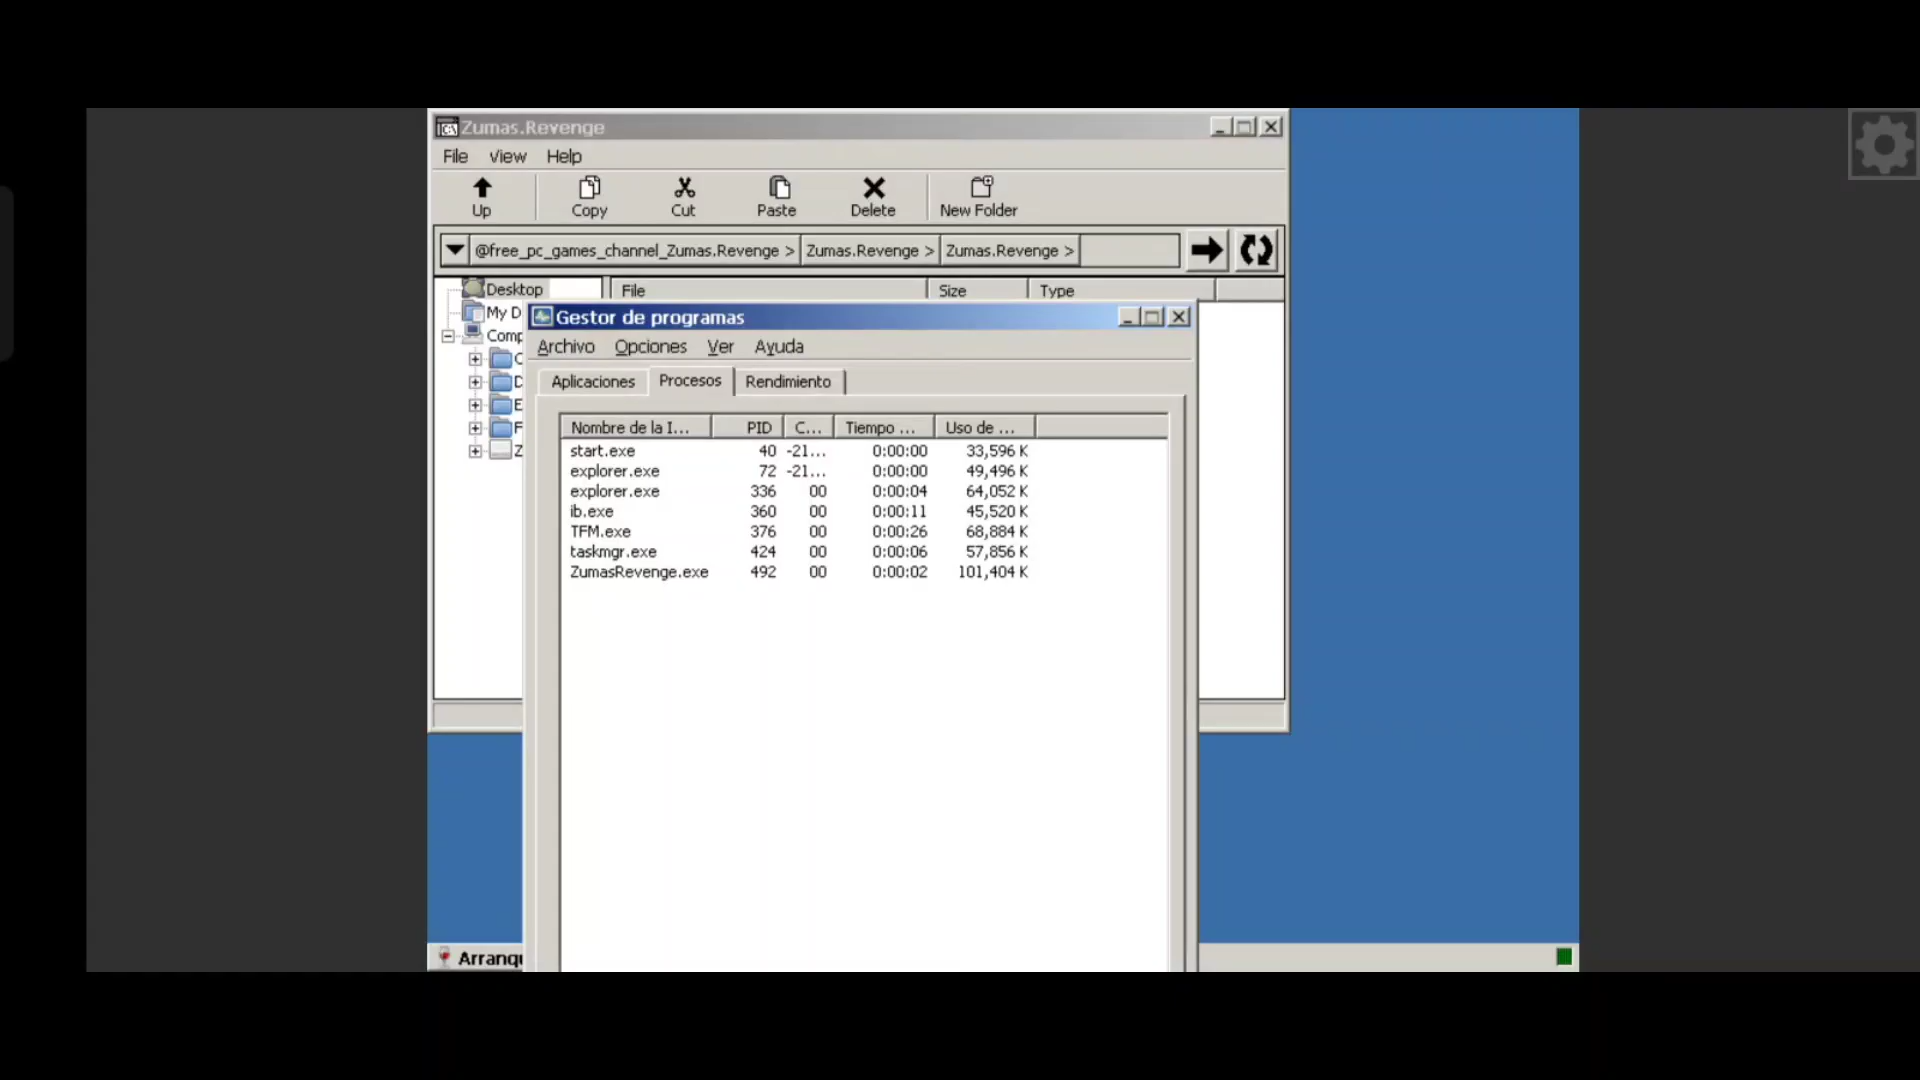 Zumas.Revenge
File View Help
Up Copy Cut Paste Delete New Folder
@free_pc_games_channel_Zumas.Revenge > Zumas.Revenge > Zumas.Revenge >
Desktop File Size Type
My D
Comp
Gestor de programas
Archivo Opciones Ver Ayuda
Aplicaciones Procesos Rendimiento
Nombre de la I... PID C... Tiempo ... Uso de ...
start.exe 40 -21... 0:00:00 33,596 K
explorer.exe 72 -21... 0:00:00 49,496 K
explorer.exe 336 00 0:00:04 64,052 K
ib.exe 360 00 0:00:11 45,520 K
TFM.exe 376 00 0:00:26 68,884 K
taskmgr.exe 424 00 0:00:06 57,856 K
ZumasRevenge.exe 492 00 0:00:02 101,404 K
Arranqu